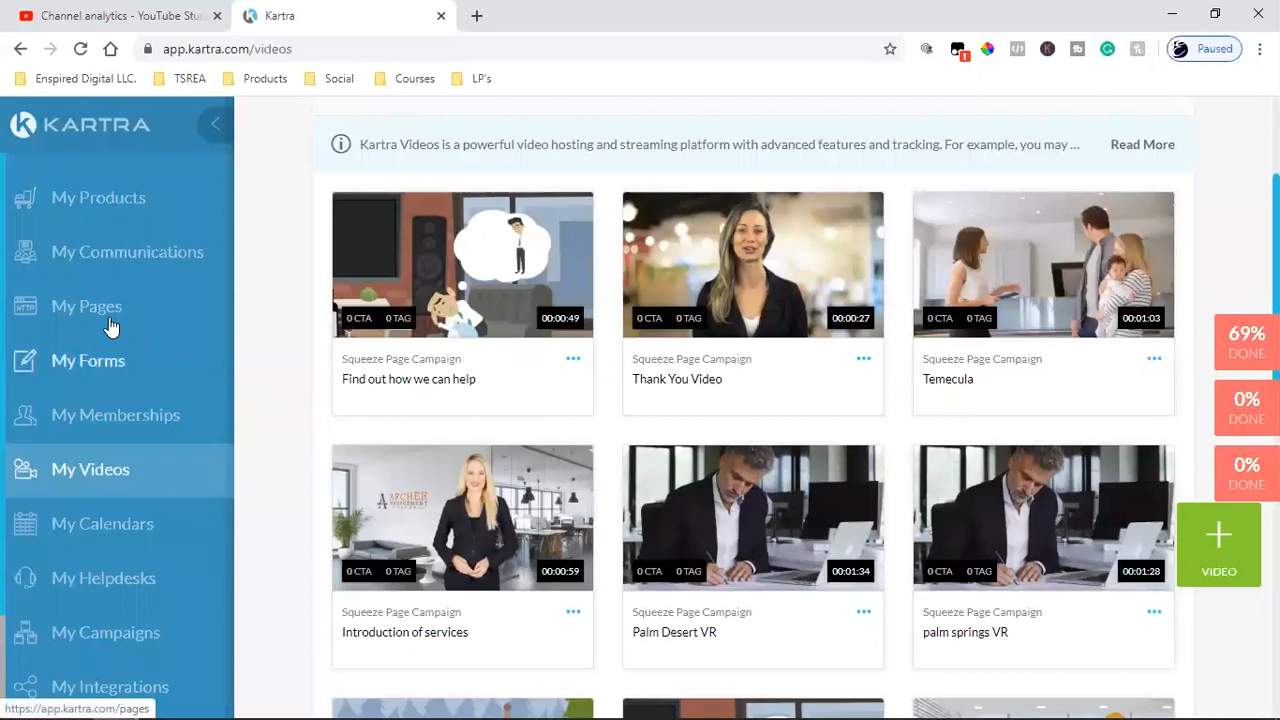 Channel analytics - YouTube Stu
Kartra
app.kartra.com/videos
Paused
Enspired Digital LLC.
TSREA
Products
Social
Courses
LP's
KARTRA
My Products
My Communications
My Pages
My Forms
My Memberships
My Videos
My Calendars
My Helpdesks
My Campaigns
My Integrations
https://app.kartra.com/pages
Kartra Videos is a powerful video hosting and streaming platform with advanced features and tracking. For example, you may ... Read More
0 CTA 0 TAG 00:00:49
Squeeze Page Campaign
Find out how we can help
0 CTA 0 TAG 00:00:27
Squeeze Page Campaign
Thank You Video
0 CTA 0 TAG 00:01:03
Squeeze Page Campaign
Temecula
ARCHER
0 CTA 0 TAG 00:00:59
Squeeze Page Campaign
Introduction of services
0 CTA 0 TAG 00:01:34
Squeeze Page Campaign
Palm Desert VR
0 CTA 0 TAG 00:01:28
Squeeze Page Campaign
palm springs VR
69%
DONE
0%
DONE
0%
DONE
VIDEO